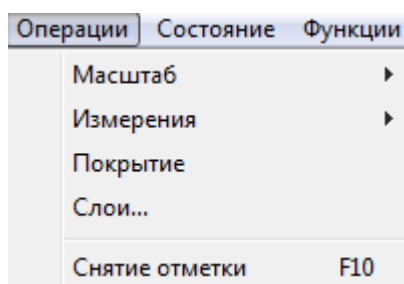 Операции Состояние Функции
Масштаб
Измерения
Покрытие
Слои...
Снятие отметки F10